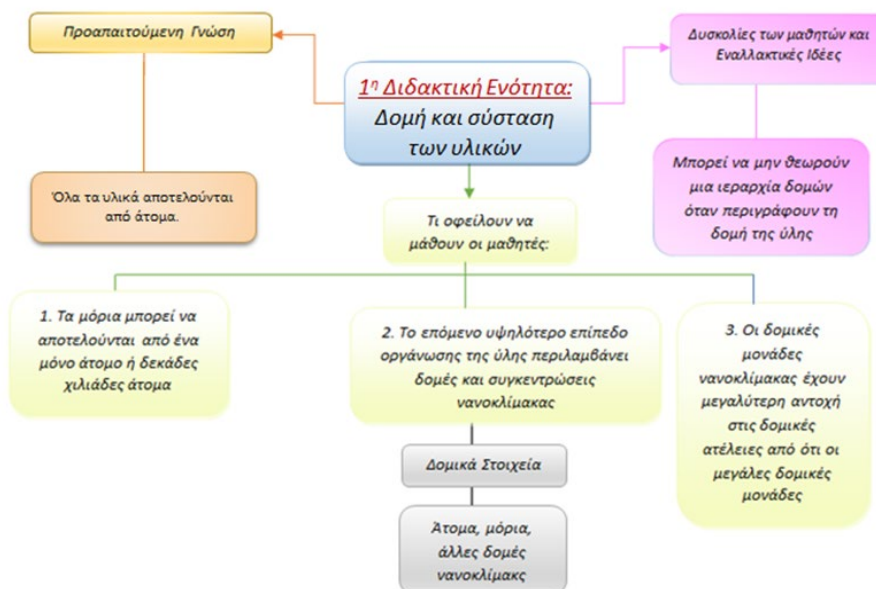 Προαπαιτούμενη Γνώση
Όλα τα υλικά αποτελούνται
από άτομα.
1η Διδακτική Ενότητα:
Δομή και σύσταση
των υλικών
Δυσκολίες των μαθητών και
Εναλλακτικές Ιδέες
Μπορεί να μην θεωρούν
μια ιεραρχία δομών
όταν περιγράφουν τη
δομή της ύλης
Τι οφείλουν να
μάθουν οι μαθητές:
1. Τα μόρια μπορεί να
αποτελούνται από ένα
μόνο άτομο ή δεκάδες
χιλιάδες άτομα
2. Το επόμενο υψηλότερο επίπεδο
οργάνωσης της ύλης περιλαμβάνει
δομές και συγκεντρώσεις
νανοκλίμακας
Δομικά Στοιχεία
Άτομα, μόρια,
άλλες δομές
νανοκλίμακς
3. Οι δομικές
μονάδες
νανοκλίμακας έχουν
μεγαλύτερη αντοχή
στις δομικές
ατέλειες από ότι οι
μεγάλες δομικές
μονάδες